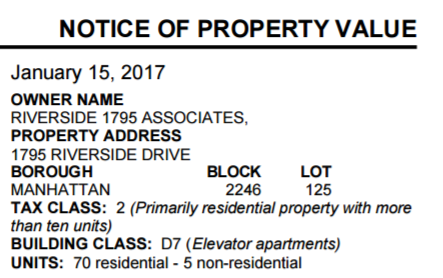 NOTICE OF PROPERTY VALUE
January 15, 2017
OWNER NAME
RIVERSIDE 1795 ASSOCIATES,
PROPERTY ADDRESS
1795 RIVERSIDE DRIVE
BOROUGH BLOCK LOT
MANHATTAN 2246 125
TAX CLASS: 2 (Primarily residential property with more
than ten units)
BUILDING CLASS: D7 (Elevator apartments)
UNITS: 70 residential - 5 non-residential